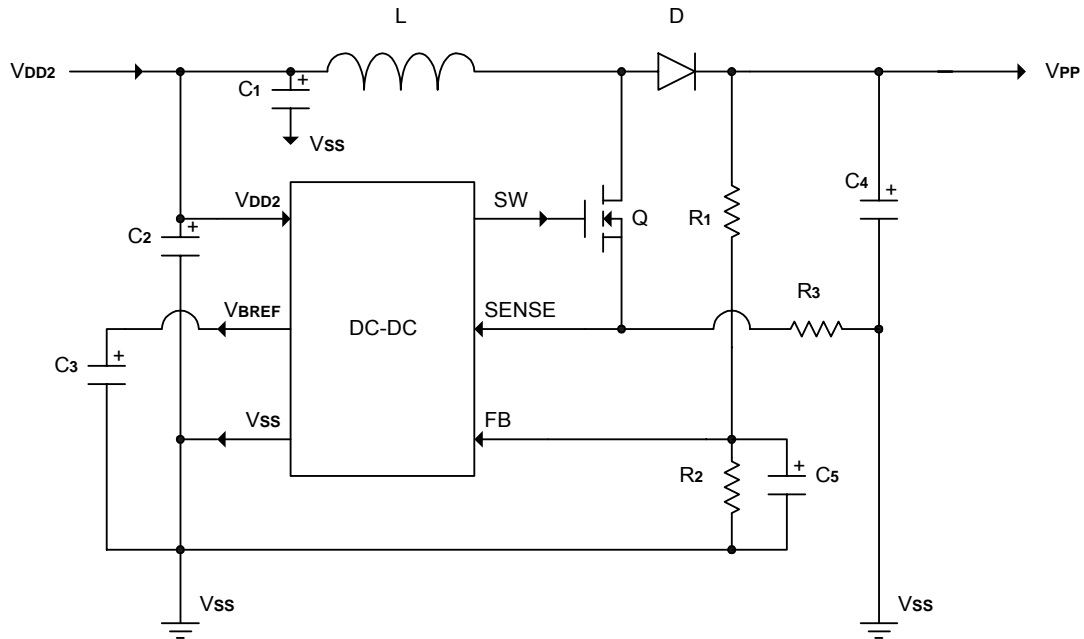 L
D
VDD2
VPP
C1
+
VSS
C4
+
VDD2
SW
Q
R1
C2
+
R3
VBREF
DC-DC
SENSE
C3
+
VSS
FB
R2
+
C5
VSS
VSS